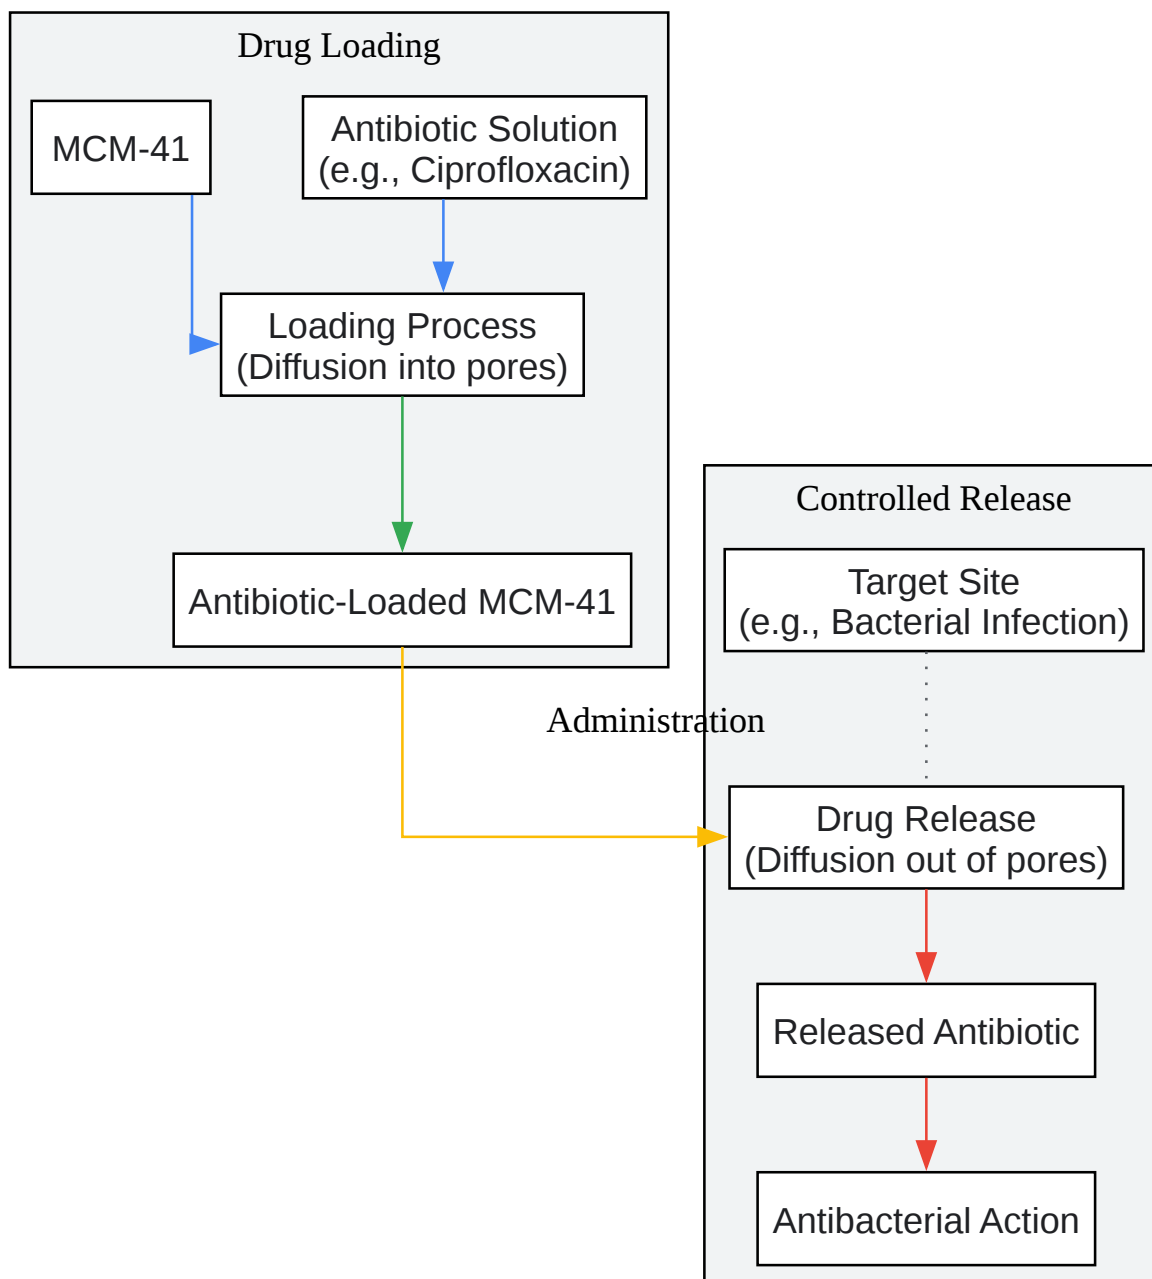 Drug Loading
MCM-41
Antibiotic Solution
(e.g., Ciprofloxacin)
Loading Process
(Diffusion into pores)
Antibiotic-Loaded MCM-41
Administration
Controlled Release
Target Site
(e.g., Bacterial Infection)
Drug Release
(Diffusion out of pores)
Released Antibiotic
Antibacterial Action